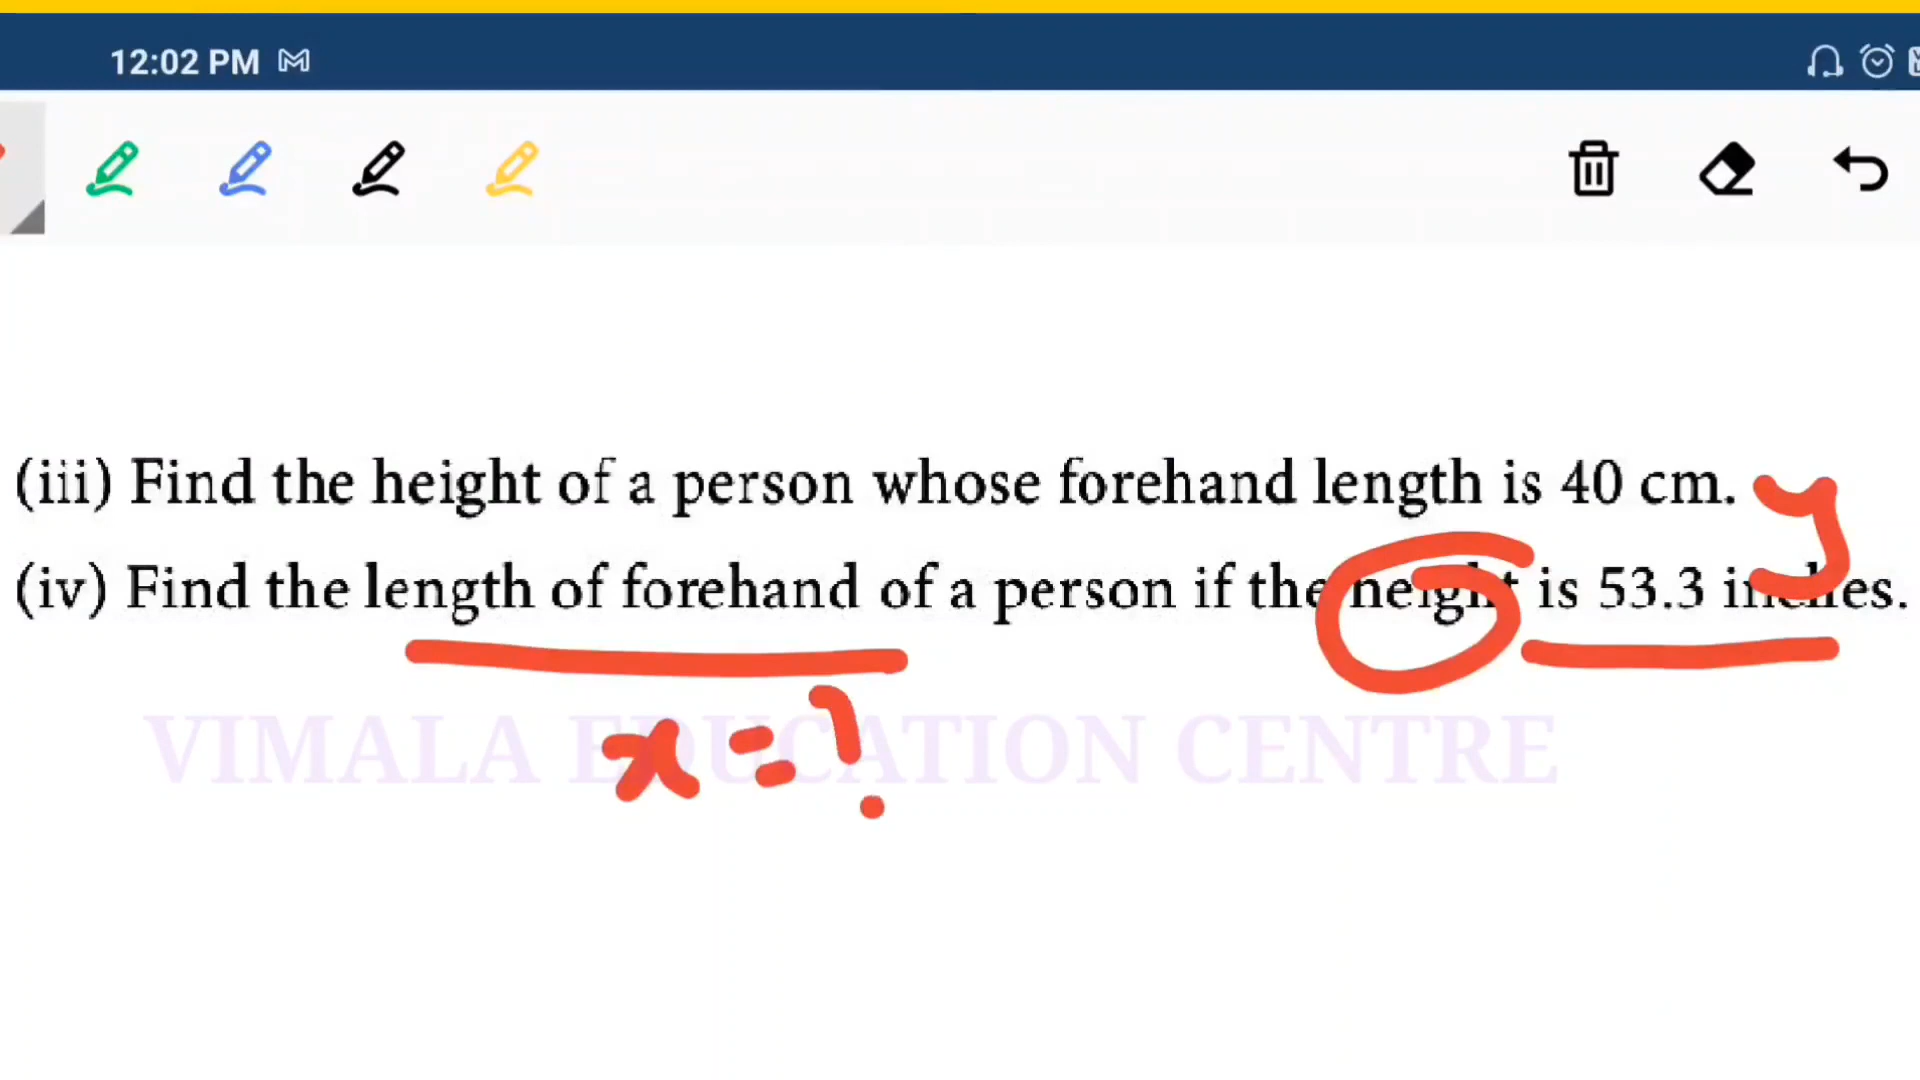 12:02 PM
(iii) Find the height of a person whose forehand length is 40 cm. y
(iv) Find the length of forehand of a person if the height is 53.3 inches.
x = ?
VIMALA EDUCATION CENTRE